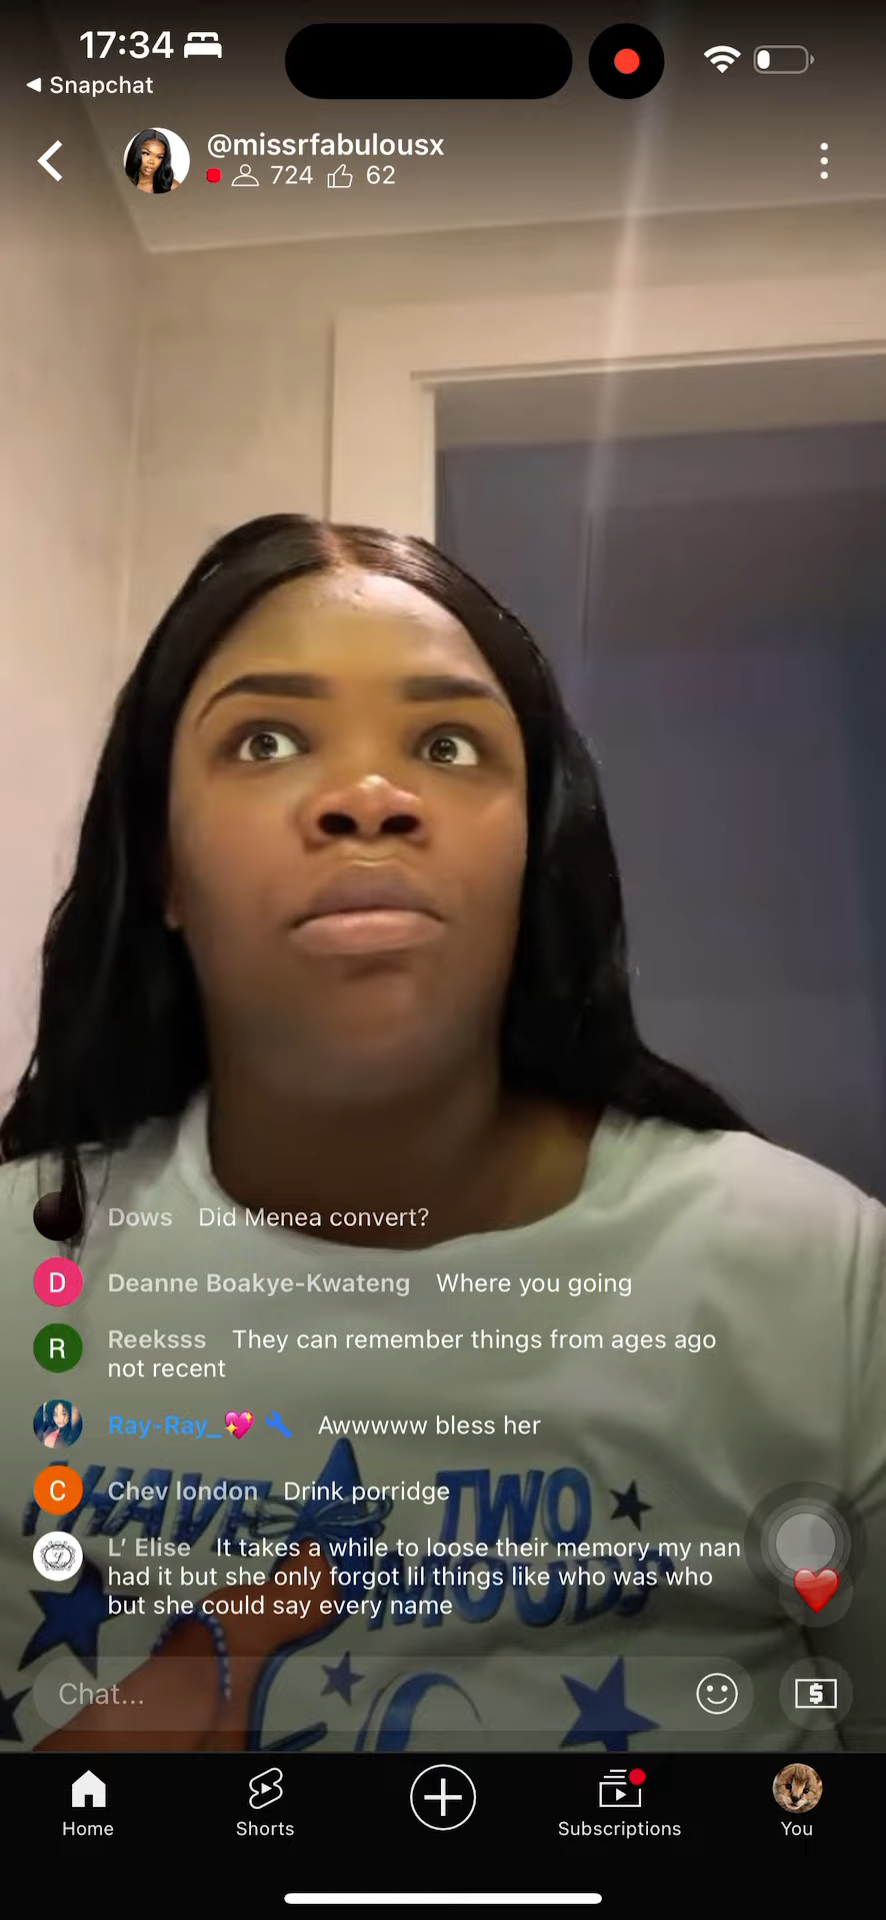 17:34
Snapchat
@missrfabulousx
724 62
Dows Did Menea convert?
D Deanne Boakye-Kwateng Where you going
R Reeksss They can remember things from ages ago
not recent
Ray-Ray_💖 Awwwww bless her
C Chev london Drink porridge
L’ Elise It takes a while to loose their memory my nan
had it but she only forgot lil things like who was who
but she could say every name
I HAVE TWO
MOODS
Chat...
$
Home Shorts Subscriptions You